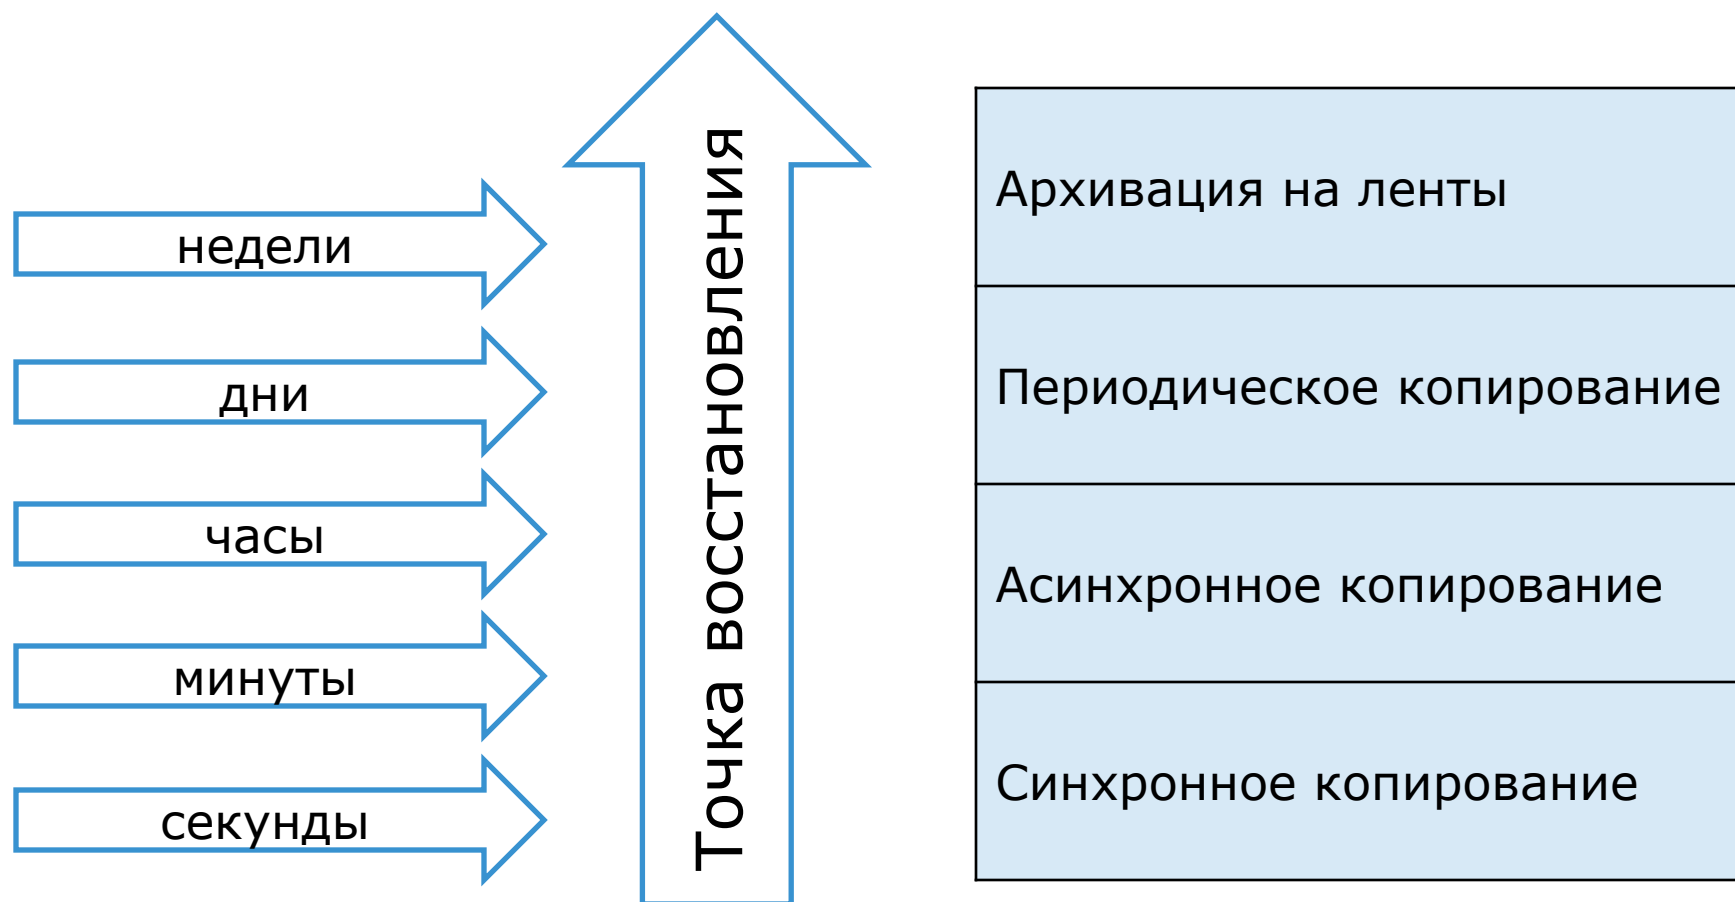 недели
дни
часы
минуты
секунды
Точка восстановления
Архивация на ленты
Периодическое копирование
Асинхронное копирование
Синхронное копирование